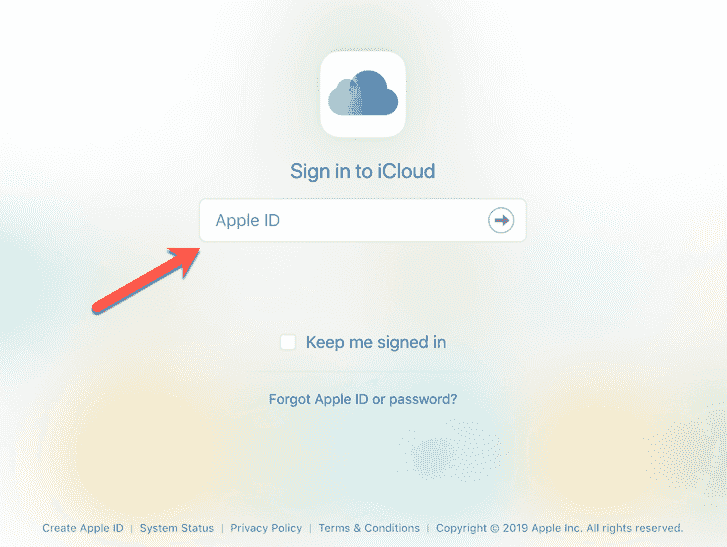 Sign in to iCloud
Apple ID
Keep me signed in
Forgot Apple ID or password?
Create Apple ID | System Status | Privacy Policy | Terms & Conditions | Copyright © 2019 Apple Inc. All rights reserved.